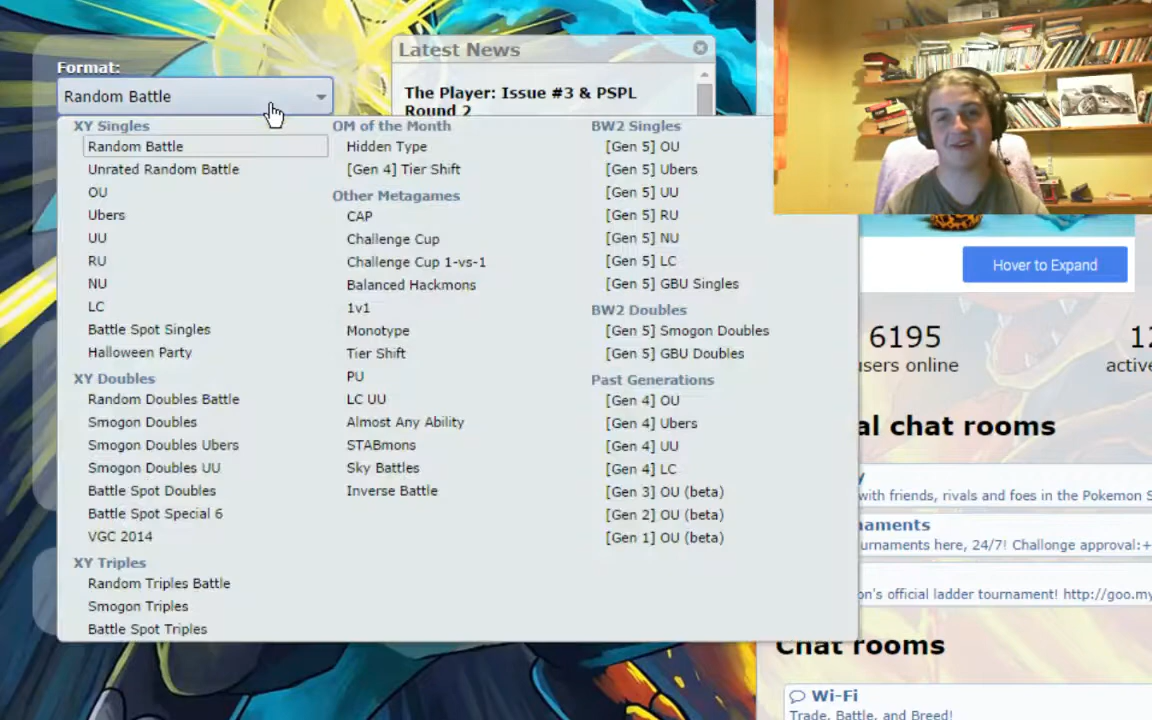 Format:
Random Battle
Latest News
The Player: Issue #3 & PSPL
Round 2
XY Singles
Random Battle
Unrated Random Battle
OU
Ubers
UU
RU
NU
LC
Battle Spot Singles
Halloween Party
XY Doubles
Random Doubles Battle
Smogon Doubles
Smogon Doubles Ubers
Smogon Doubles UU
Battle Spot Doubles
Battle Spot Special 6
VGC 2014
XY Triples
Random Triples Battle
Smogon Triples
Battle Spot Triples
OM of the Month
Hidden Type
[Gen 4] Tier Shift
Other Metagames
CAP
Challenge Cup
Challenge Cup 1-vs-1
Balanced Hackmons
1v1
Monotype
Tier Shift
PU
LC UU
Almost Any Ability
STABmons
Sky Battles
Inverse Battle
BW2 Singles
[Gen 5] OU
[Gen 5] Ubers
[Gen 5] UU
[Gen 5] RU
[Gen 5] NU
[Gen 5] LC
[Gen 5] GBU Singles
BW2 Doubles
[Gen 5] Smogon Doubles
[Gen 5] GBU Doubles
Past Generations
[Gen 4] OU
[Gen 4] Ubers
[Gen 4] UU
[Gen 4] LC
[Gen 3] OU (beta)
[Gen 2] OU (beta)
[Gen 1] OU (beta)
Hover to Expand
6195
users online
12
active
al chat rooms
y
with friends, rivals and foes in the Pokemon S
naments
urnaments here, 24/7! Challonge approval:+
on's official ladder tournament! http://goo.my
Chat rooms
Wi-Fi
Trade, Battle, and Breed!